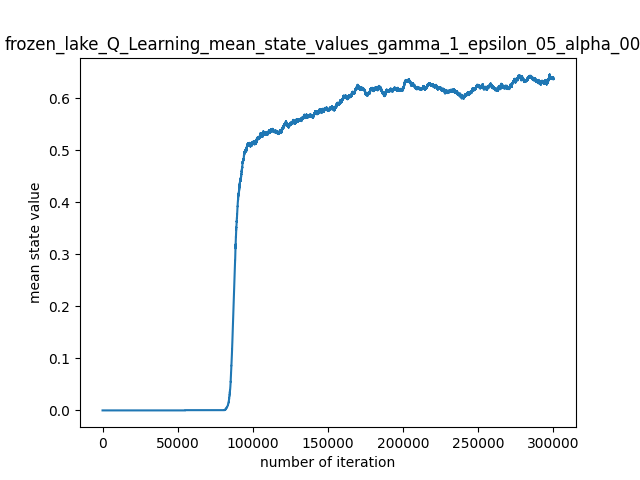 frozen_lake_Q_Learning_mean_state_values_gamma_1_epsilon_05_alpha_00
0.6
0.5
0.4
0.3
0.2
0.1
0.0
mean state value
0 50000 100000 150000 200000 250000 300000
number of iteration